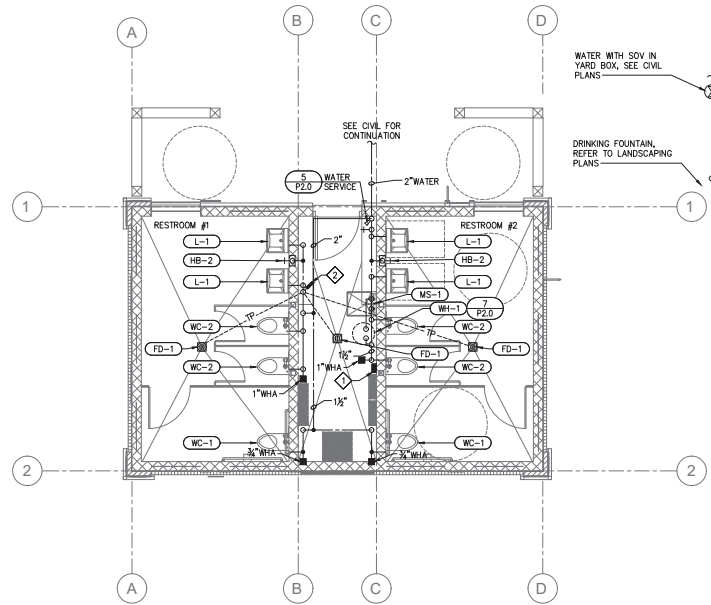 A
B
C
D
WATER WITH SOV IN
YARD BOX, SEE CIVIL
PLANS
SEE CIVIL FOR
CONTINUATION
DRINKING FOUNTAIN,
REFER TO LANDSCAPING
PLANS
5
P2.0
WATER
SERVICE
2"WATER
1
1
RESTROOM #1
RESTROOM #2
L-1
2"
L-1
HB-2
HB-2
L-1
2
L-1
MS-1
WH-1
7
P2.0
TP
TP
WC-2
WC-2
FD-1
FD-1
FD-1
1½"
WC-2
1"WHA
WC-2
1
1"WHA
1½"
WC-1
WC-1
¾"WHA
¾"WHA
2
2
A
B
C
D